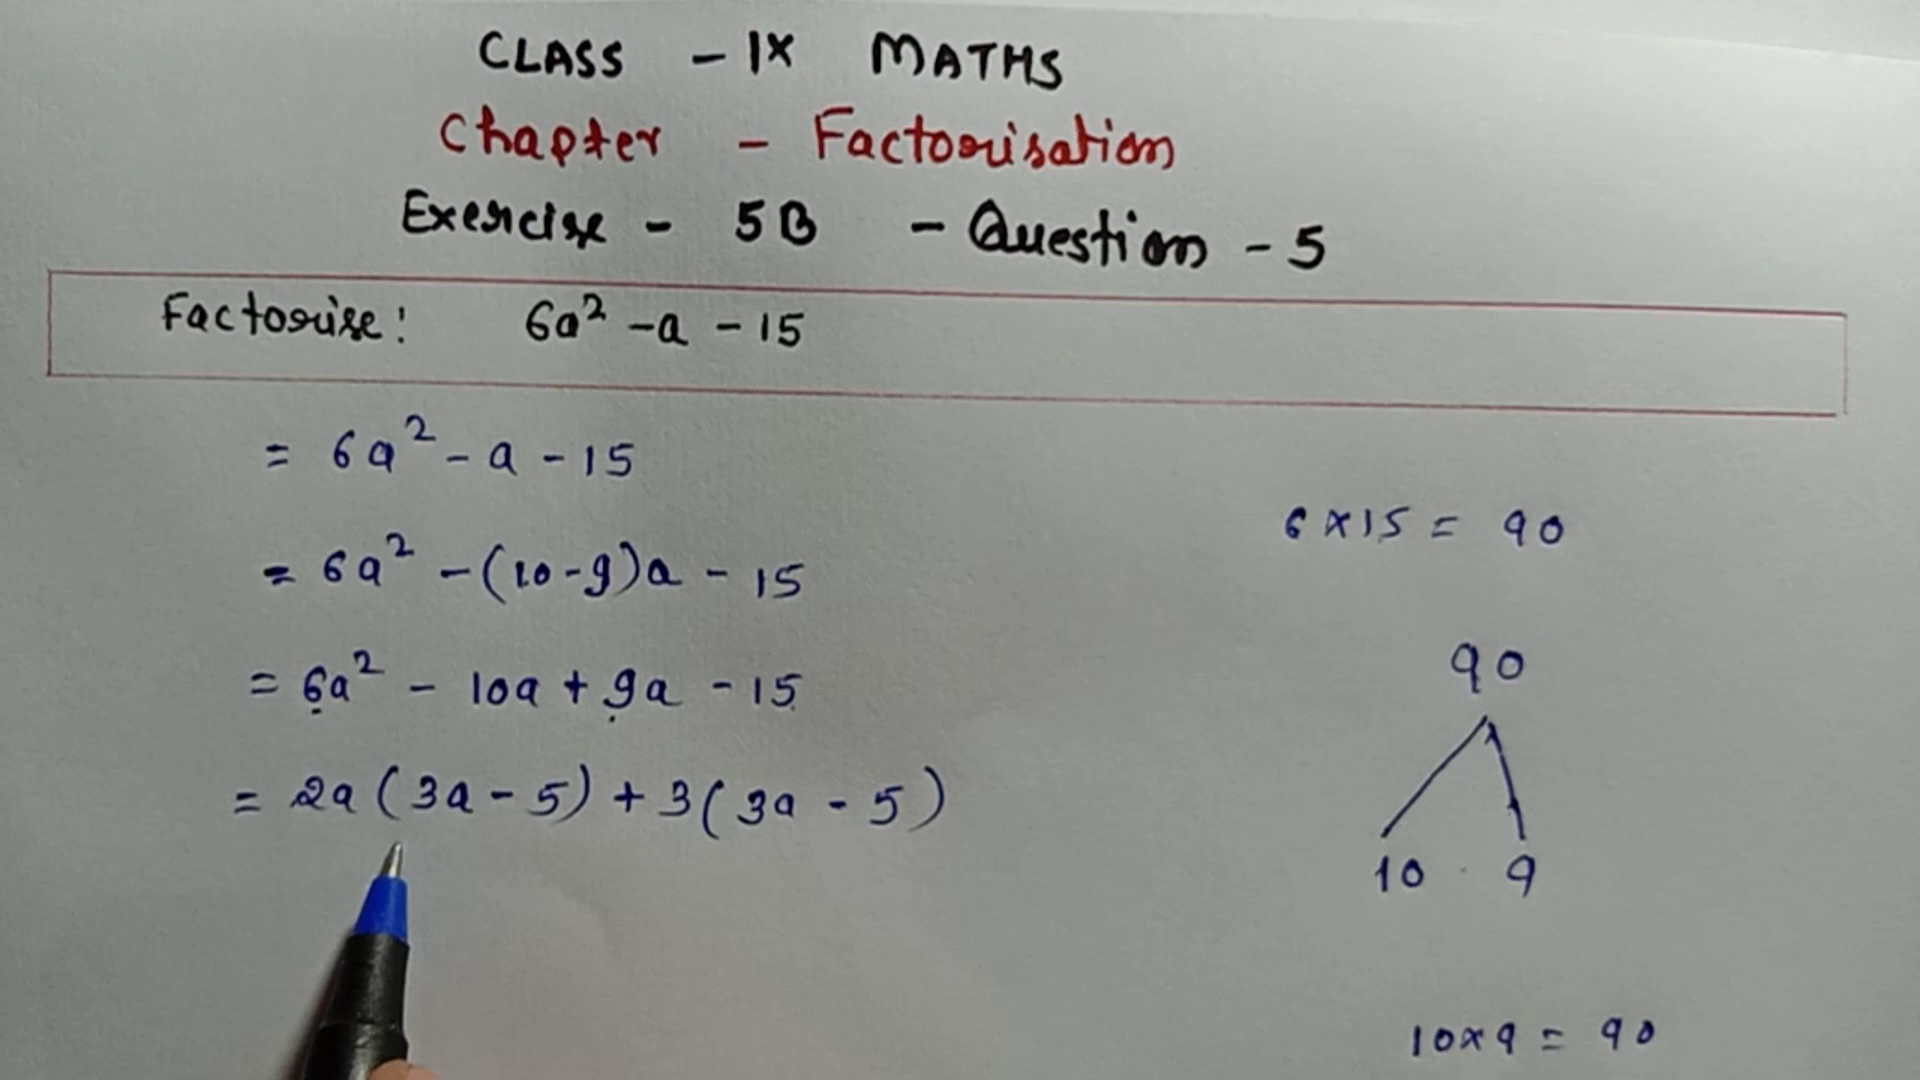 CLASS - IX MATHS
Chapter - Factorisation
Exercise - 5B - Question - 5
Factorise: 6a² - a - 15
= 6a² - a - 15
= 6a² - (10-9)a - 15
= 6a² - 10a + 9a - 15
= 2a(3a - 5) + 3(3a - 5)
6 × 15 = 90
90
10 9
10×9 = 90